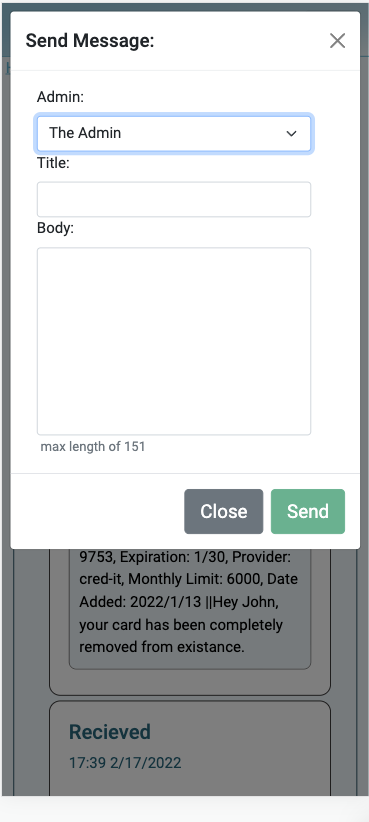 Send Message:
Admin:
The Admin
Title:
Body:
max length of 151
Close
Send
9753, Expiration: 1/30, Provider:
cred-it, Monthly Limit: 6000, Date
Added: 2022/1/13 ||Hey John,
your card has been completely
removed from existance.
Recieved
17:39 2/17/2022